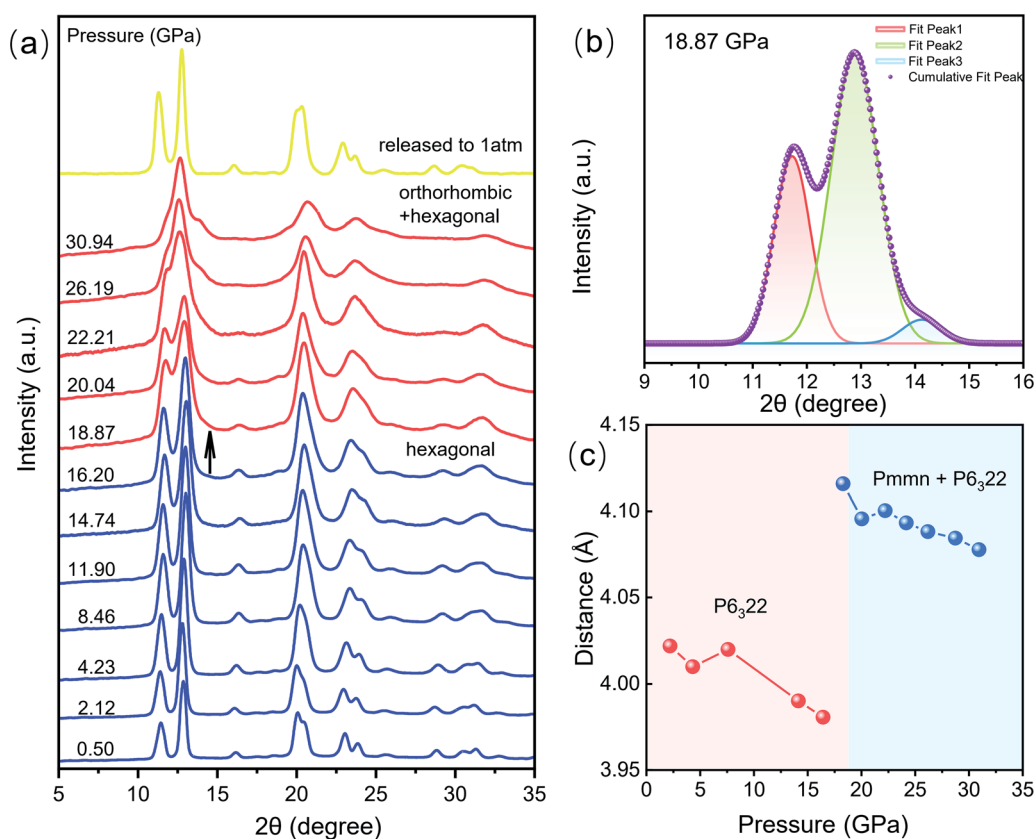 (a)
Pressure (GPa)
released to 1atm
orthorhombic
+hexagonal
30.94
26.19
22.21
20.04
18.87
hexagonal
16.20
14.74
11.90
8.46
4.23
2.12
0.50
Intensity (a.u.)
5 10 15 20 25 30 35
2θ (degree)
(b)
18.87 GPa
Fit Peak1
Fit Peak2
Fit Peak3
Cumulative Fit Peak
Intensity (a.u.)
9 10 11 12 13 14 15 16
2θ (degree)
(c)
4.15
4.10
4.05
4.00
3.95
Distance (Å)
Pmmn + P6₃22
P6₃22
0 5 10 15 20 25 30 35
Pressure (GPa)